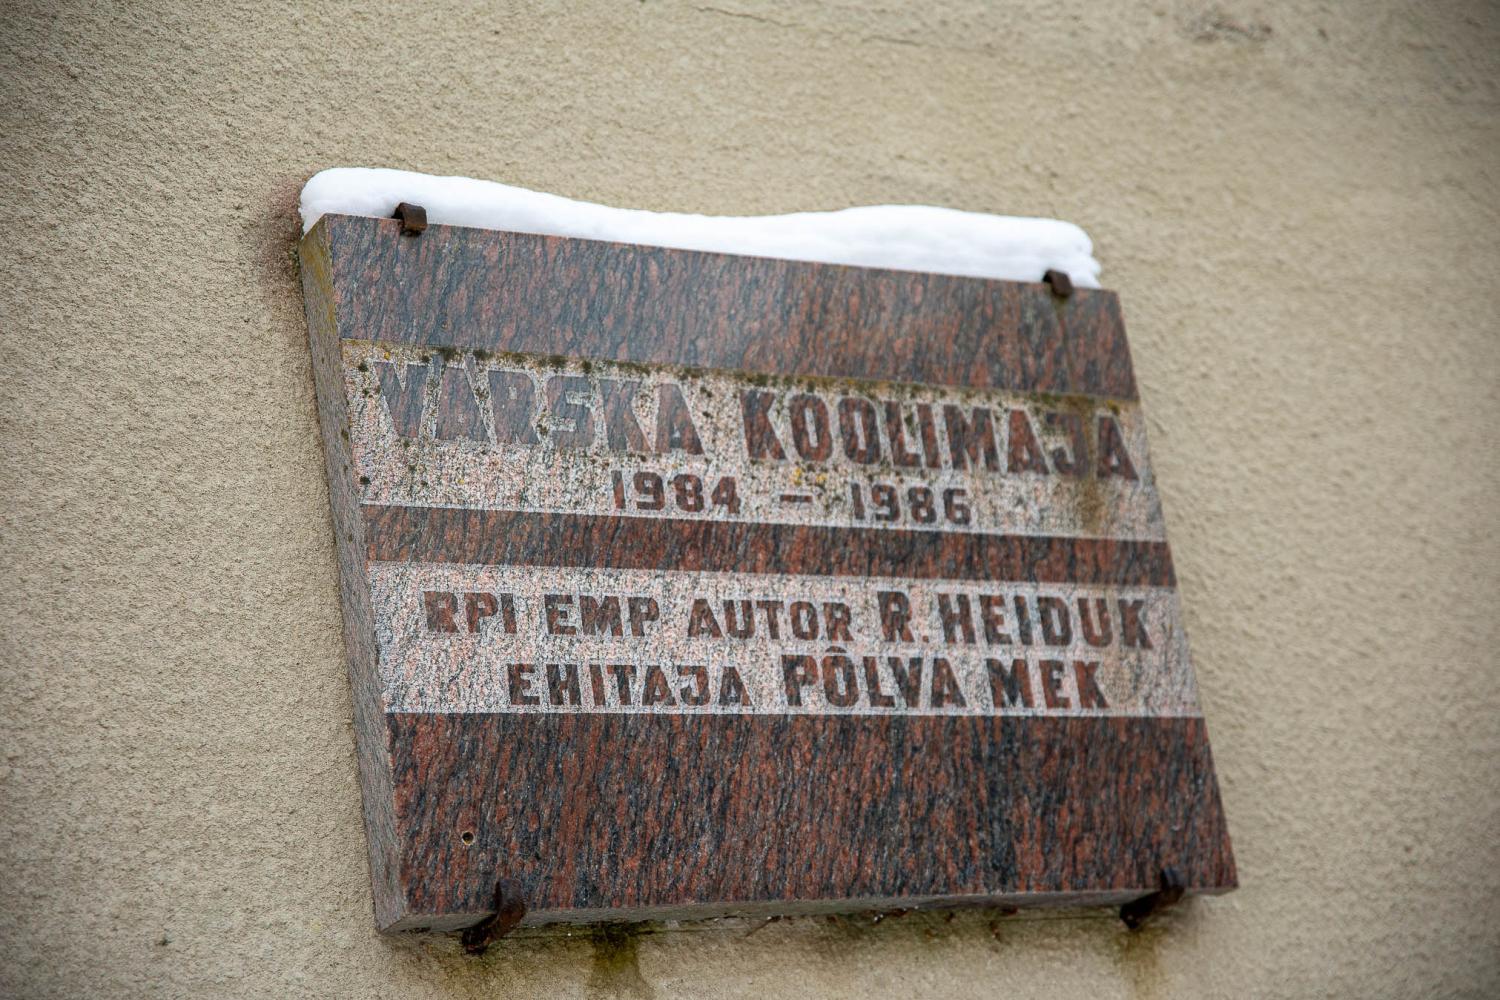 VÄRSKA KOOLIMAJA
1984 – 1986
RPI EMP AUTOR R. HEIDUK
EHITAJA PÕLVA MEK